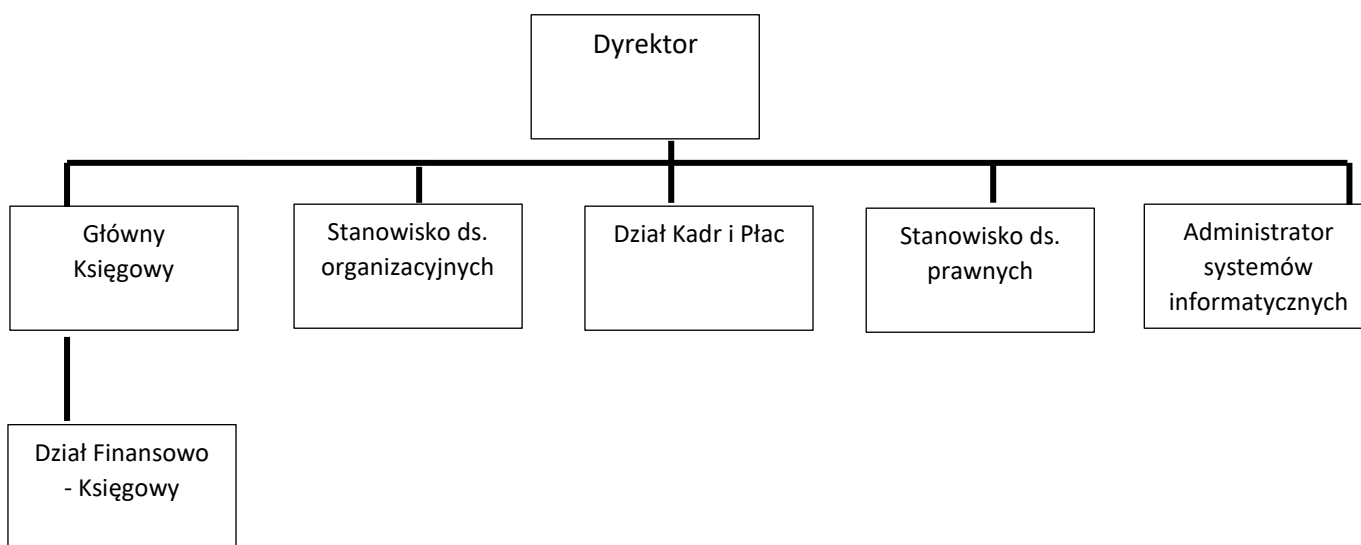 Dyrektor
Główny
Księgowy
Stanowisko ds.
organizacyjnych
Dział Kadr i Płac
Stanowisko ds.
prawnych
Administrator
systemów
informatycznych
Dział Finansowo
- Księgowy